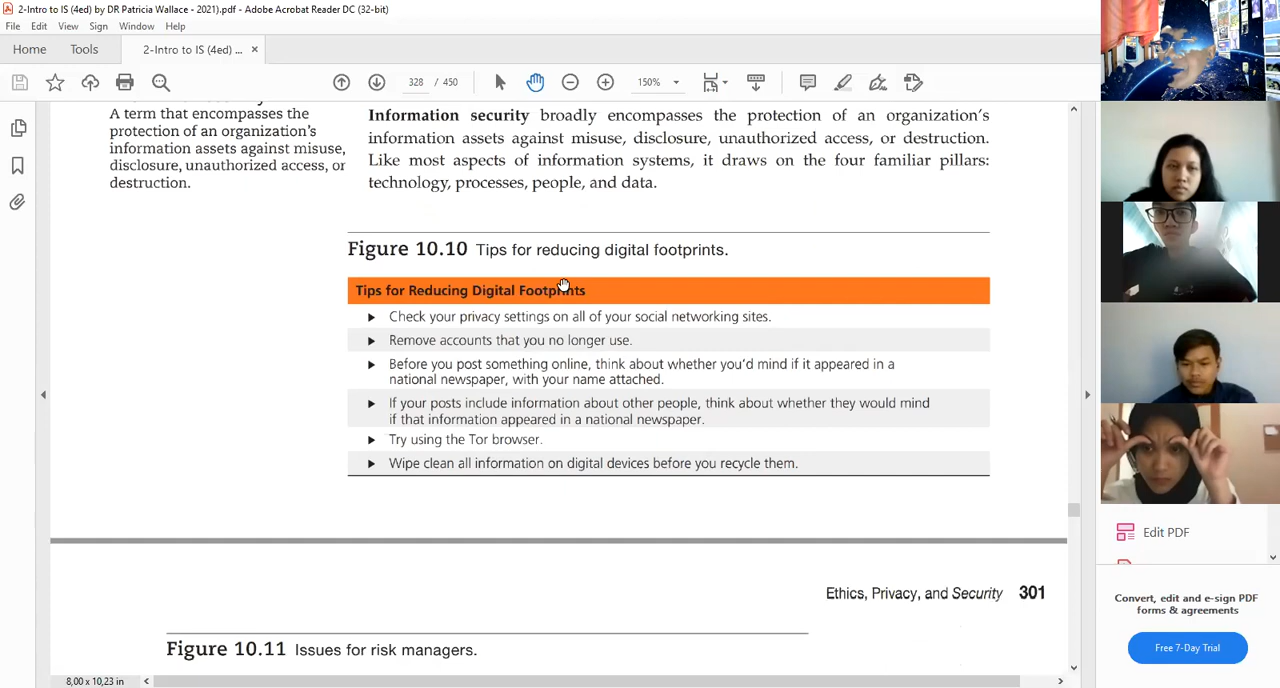 2-Intro to IS (4ed) by DR Patricia Wallace - 2021).pdf - Adobe Acrobat Reader DC (32-bit)
File Edit View Sign Window Help
Home Tools 2-Intro to IS (4ed) ... ×
328 / 450 150%
A term that encompasses the
protection of an organization's
information assets against misuse,
disclosure, unauthorized access, or
destruction.
Information security broadly encompasses the protection of an organization's
information assets against misuse, disclosure, unauthorized access, or destruction.
Like most aspects of information systems, it draws on the four familiar pillars:
technology, processes, people, and data.
Figure 10.10 Tips for reducing digital footprints.
Tips for Reducing Digital Footprints
Check your privacy settings on all of your social networking sites.
Remove accounts that you no longer use.
Before you post something online, think about whether you'd mind if it appeared in a
national newspaper, with your name attached.
If your posts include information about other people, think about whether they would mind
if that information appeared in a national newspaper.
Try using the Tor browser.
Wipe clean all information on digital devices before you recycle them.
Ethics, Privacy, and Security 301
Figure 10.11 Issues for risk managers.
8,00 x 10,23 in
Edit PDF
Convert, edit and e-sign PDF
forms & agreements
Free 7-Day Trial